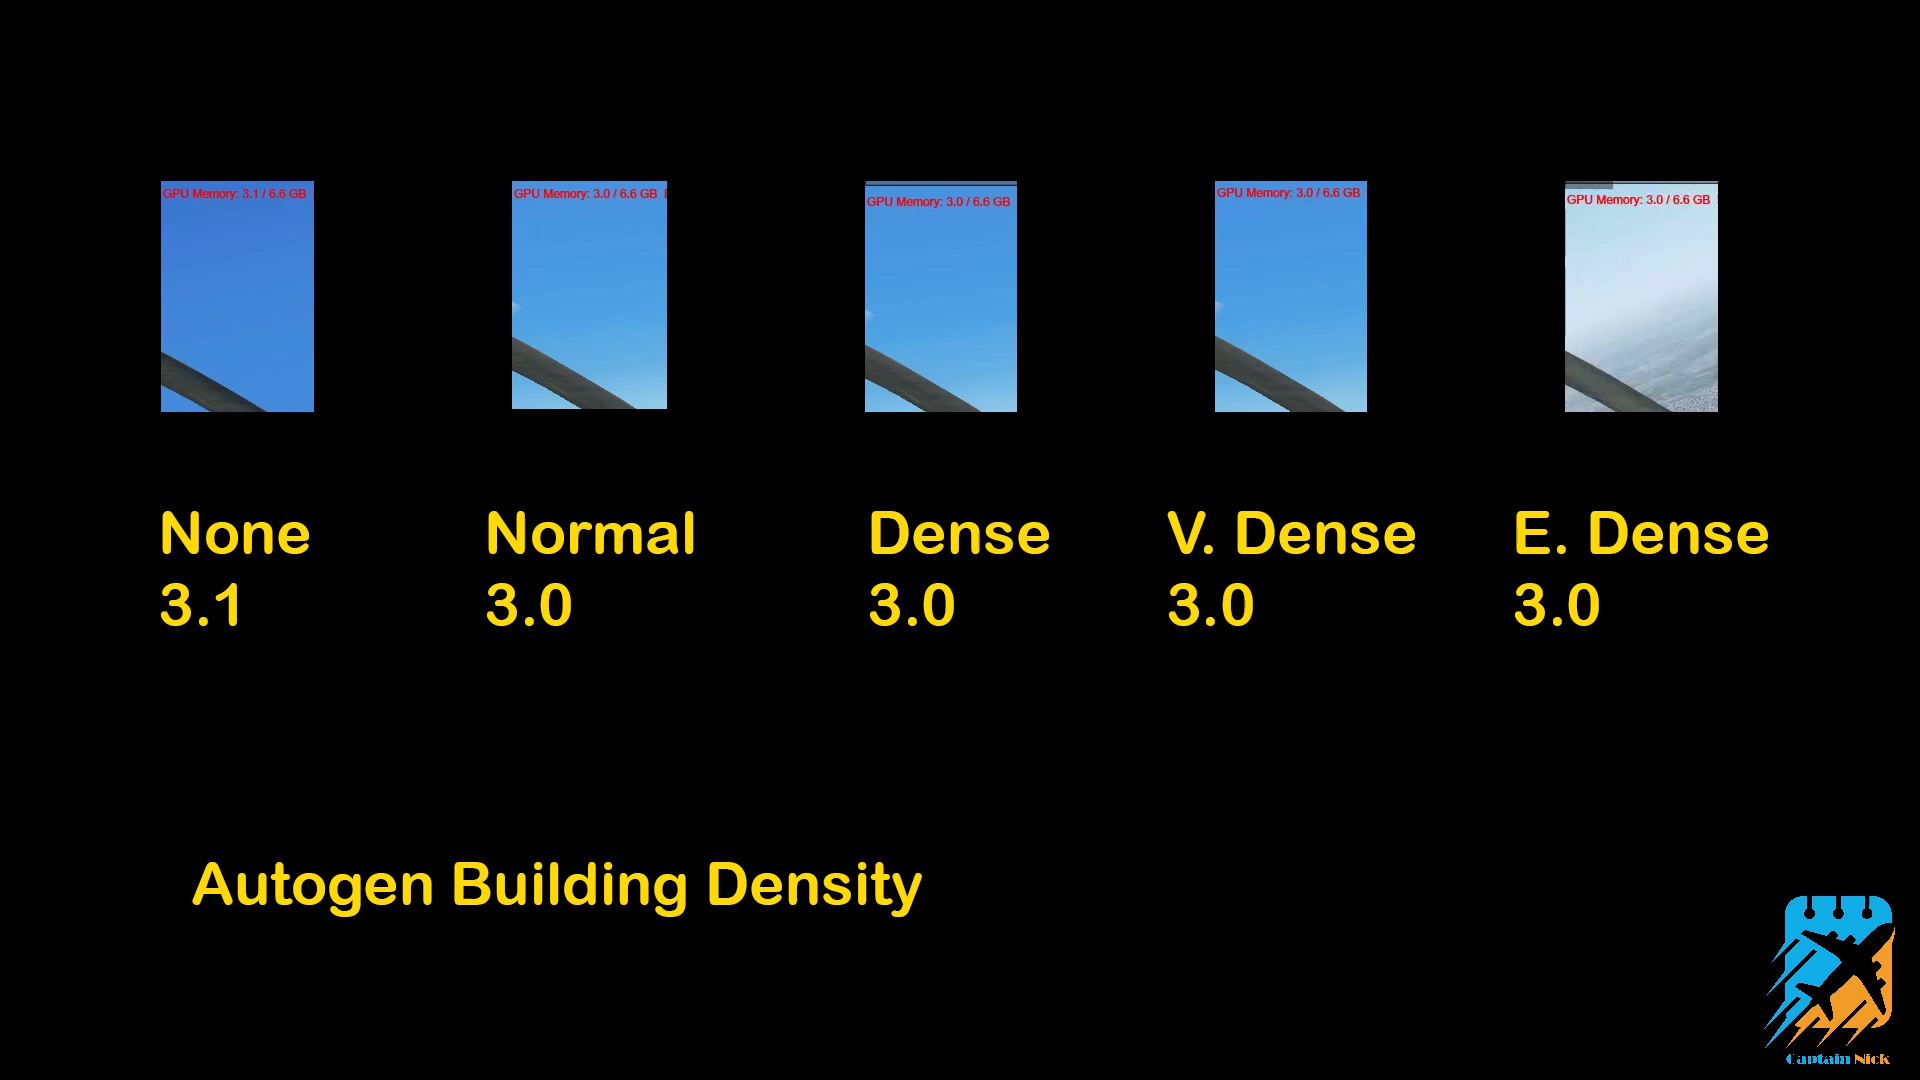 GPU Memory: 3.1 / 6.6 GB
GPU Memory: 3.0 / 6.6 GB
GPU Memory: 3.0 / 6.6 GB
GPU Memory: 3.0 / 6.6 GB
GPU Memory: 3.0 / 6.6 GB
None
3.1
Normal
3.0
Dense
3.0
V. Dense
3.0
E. Dense
3.0
Autogen Building Density
Captain Nick